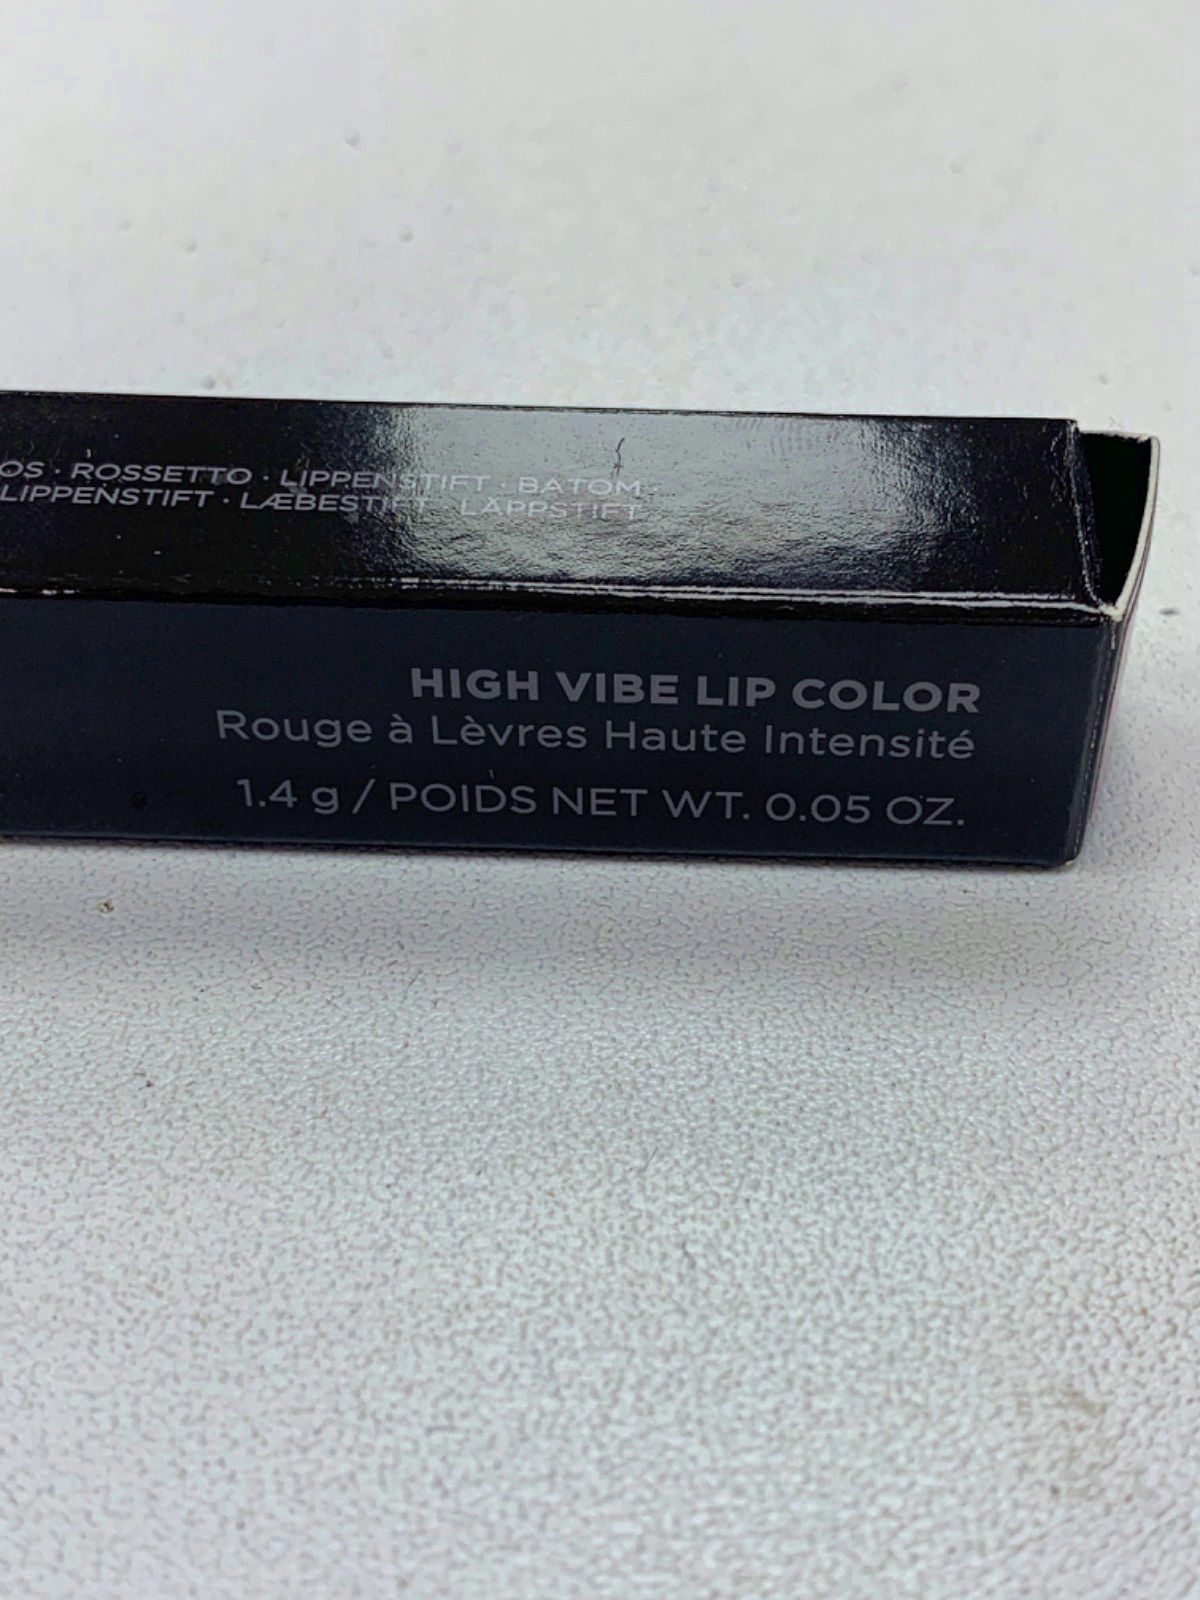 OS · ROSSETTO · LIPPENSTIFT · BATOM ·
LIPPENSTIFT · LÆBESTIFT · LÄPPSTIFT
HIGH VIBE LIP COLOR
Rouge à Lèvres Haute Intensité
1.4 g / POIDS NET WT. 0.05 OZ.